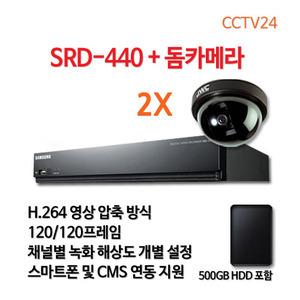 CCTV24
SRD-440 + 돔카메라
2X
SAMSUNG
H.264 영상 압축 방식
120/120프레임
채널별 녹화 해상도 개별 설정
스마트폰 및 CMS 연동 지원
500GB HDD 포함